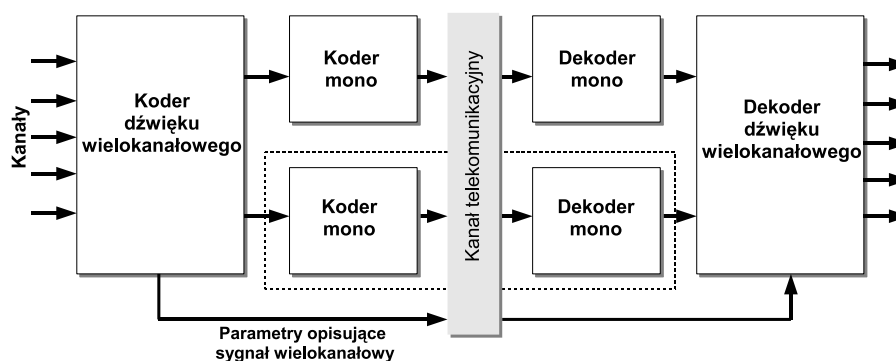 Kanały
Koder
dźwięku
wielokanałowego
Koder
mono
Kanał telekomunikacyjny
Dekoder
mono
Dekoder
dźwięku
wielokanałowego
Koder
mono
Dekoder
mono
Parametry opisujące
sygnał wielokanałowy